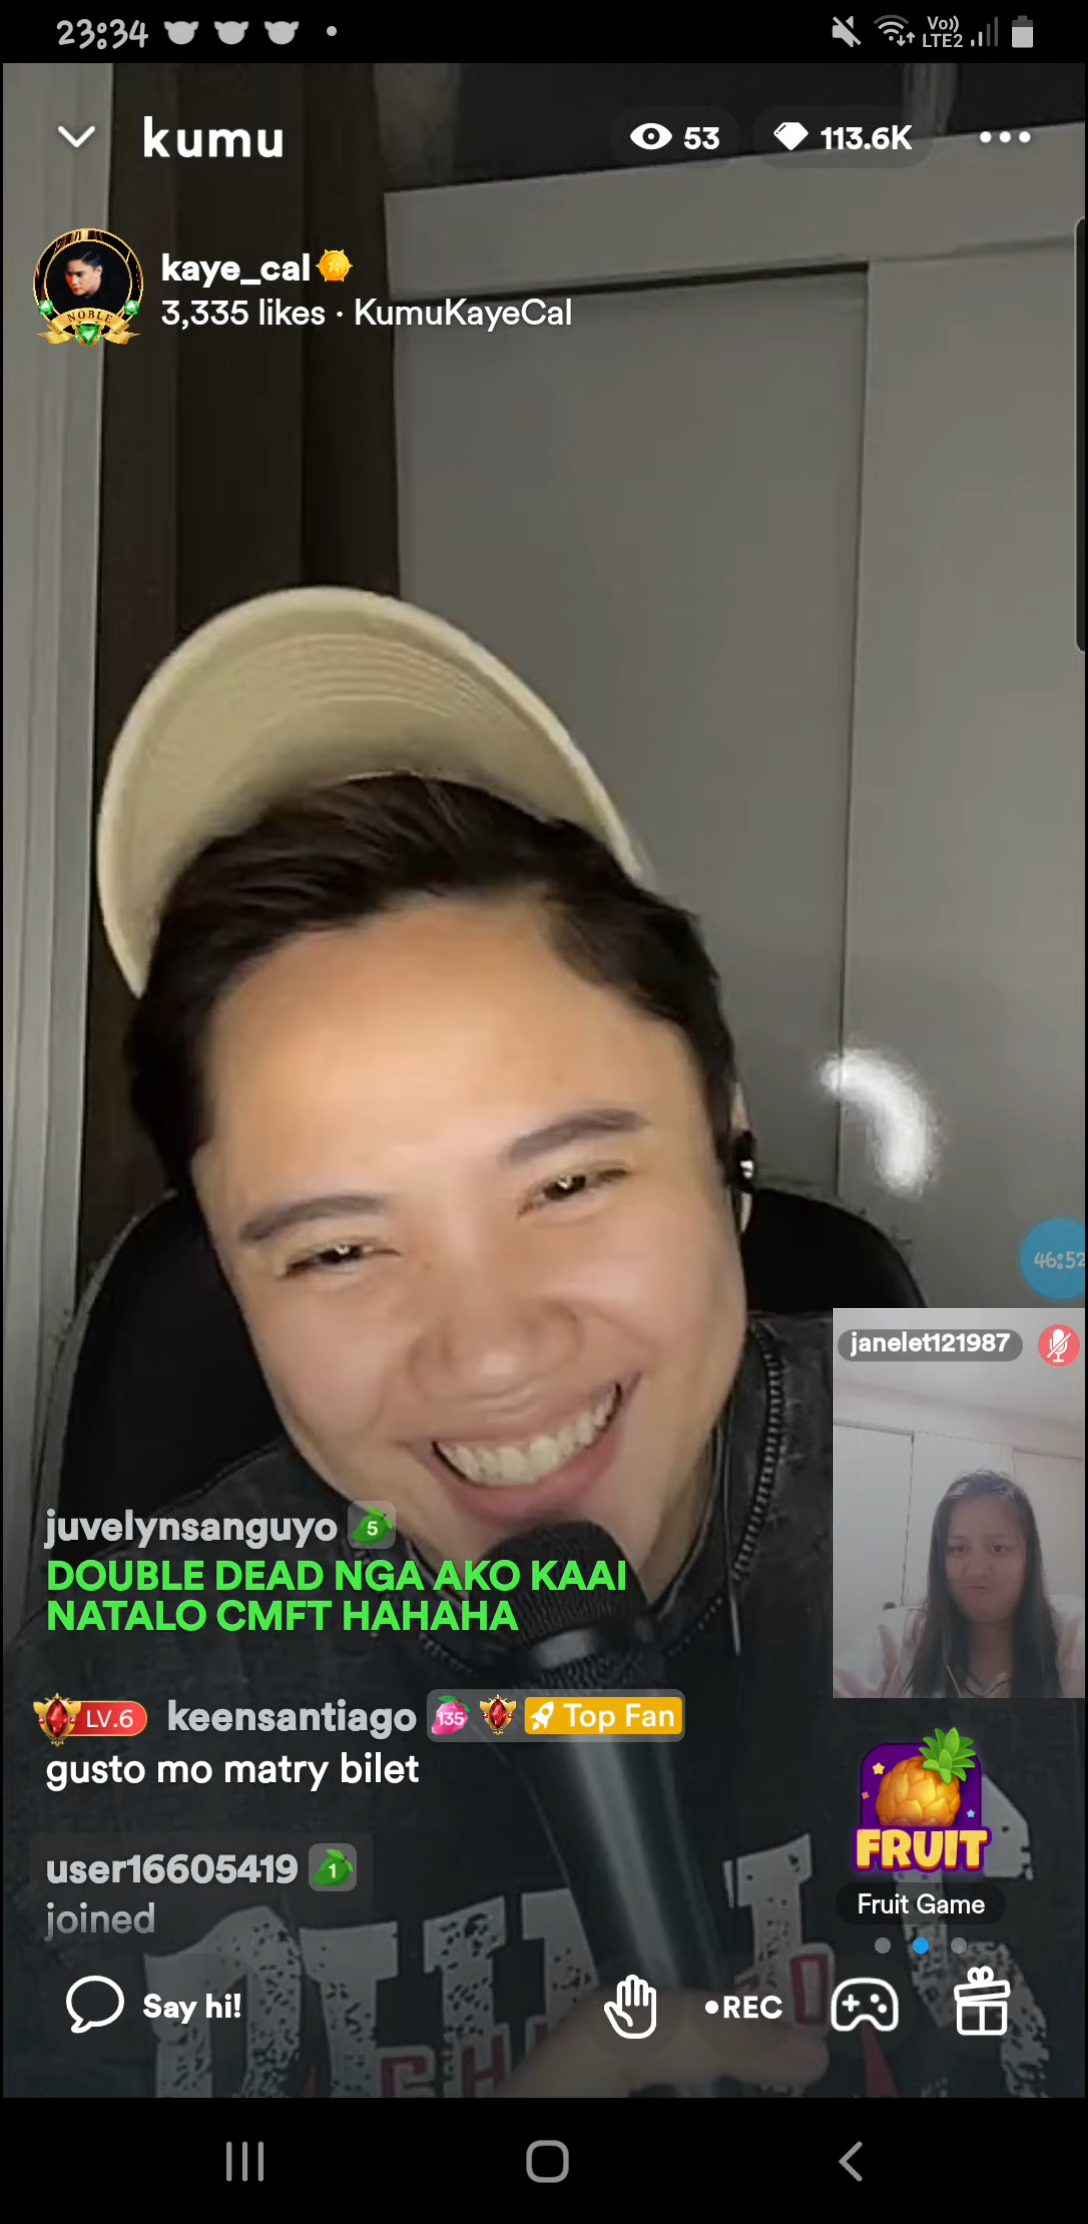 23:34
Vo))
LTE2
kumu
53
113.6K
kaye_cal
3,335 likes · KumuKayeCal
NOBLE
46:52
janelet121987
juvelynsanguyo 5
DOUBLE DEAD NGA AKO KAAI
NATALO CMFT HAHAHA
LV.6 keensantiago 135 Top Fan
gusto mo matry bilet
FRUIT
user16605419 1
Fruit Game
joined
Say hi!
•REC